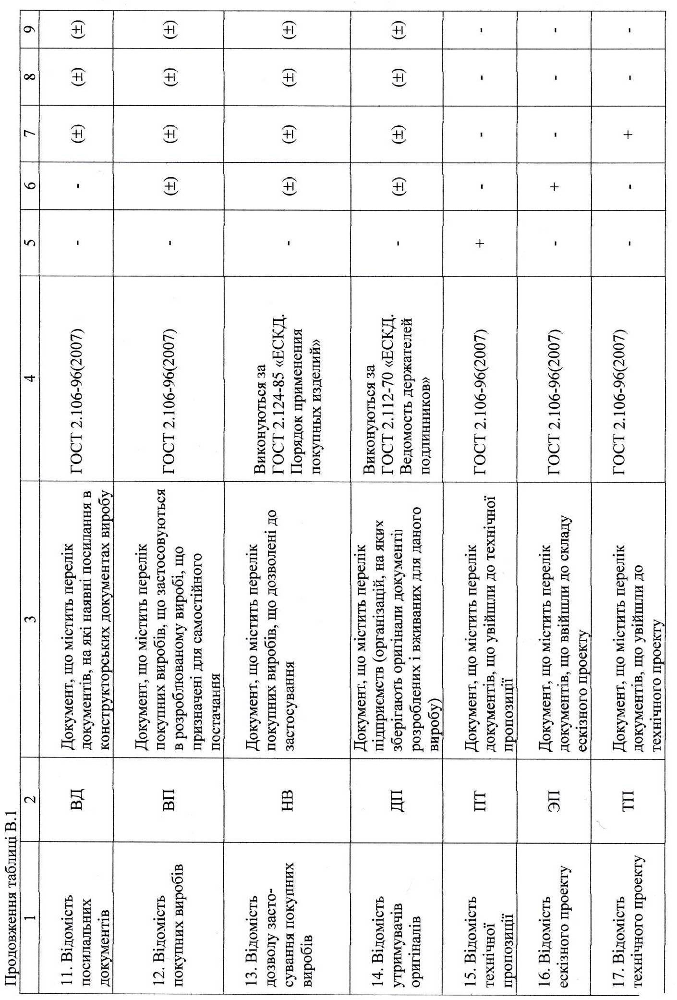 Продовження таблиці В.1
1 2 3 4 5 6 7 8 9
11. Відомість
посилальних
документів
ВД
Документ, що містить перелік
документів, на які наявні посилання в
конструкторських документах виробу
ГОСТ 2.106-96(2007)
- - (±) (±) (±)
12. Відомість
покупних виробів
ВП
Документ, що містить перелік
покупних виробів, що застосовуються
в розроблюваному виробі, що
призначені для самостійного
постачання
ГОСТ 2.106-96(2007)
- (±) (±) (±) (±)
13. Відомість
дозволу засто-
сування покупних
виробів
НВ
Документ, що містить перелік
покупних виробів, що дозволені до
застосування
Виконуються за
ГОСТ 2.124-85 «ЕСКД.
Порядок применения
покупных изделий»
- (±) (±) (±) (±)
14. Відомість
утримувачів
оригіналів
ДП
Документ, що містить перелік
підприємств (організацій, на яких
зберігають оригінали документі
розроблених і вживаних для даного
виробу)
Виконуються за
ГОСТ 2.112-70 «ЕСКД.
Ведомость держателей
подлинников»
- (±) (±) (±) (±)
15. Відомість
технічної
пропозиції
ПТ
Документ, що містить перелік
документів, що увійшли до технічної
пропозиції
ГОСТ 2.106-96(2007)
+ - - - -
16. Відомість
ескізного проекту
ЭП
Документ, що містить перелік
документів, що ввійшли до складу
ескізного проекту
ГОСТ 2.106-96(2007)
- + - - -
17. Відомість
технічного проекту
ТП
Документ, що містить перелік
документів, що увійшли до
технічного проекту
ГОСТ 2.106-96(2007)
- - + - -